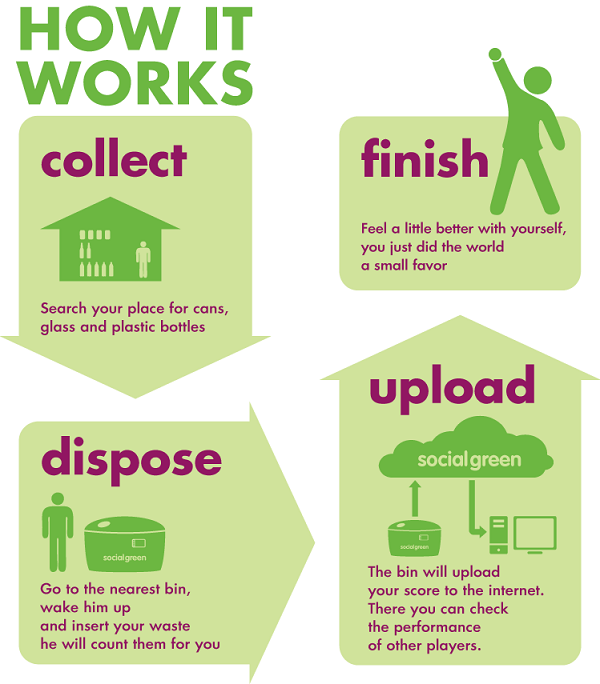 HOW IT
WORKS
collect
Search your place for cans,
glass and plastic bottles
dispose
socialgreen
Go to the nearest bin,
wake him up
and insert your waste
he will count them for you
upload
socialgreen
socialgreen
The bin will upload
your score to the internet.
There you can check
the performance
of other players.
finish
Feel a little better with yourself,
you just did the world
a small favor